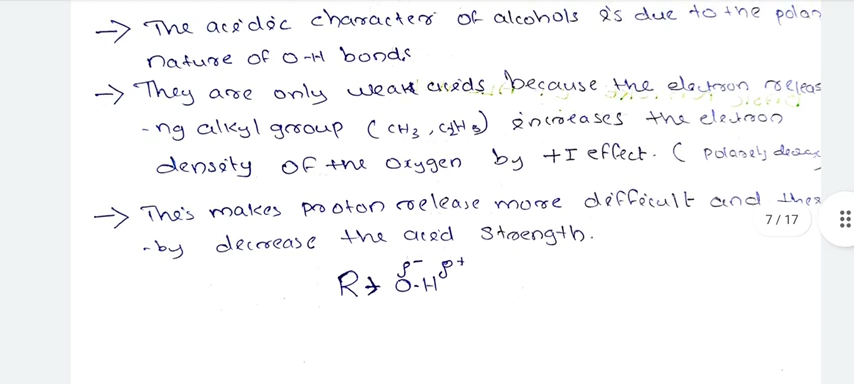 → The acidic character of alcohols is due to the polar
nature of O-H bonds
→ They are only weak acids, because the electron releas
-ng alkyl group (CH3, C2H5) increases the electron
density of the oxygen by +I effect. (
→ This makes proton release more difficult and ther
7 / 17
-by decrease the acid strength.
R→ O^δ- - H^δ+